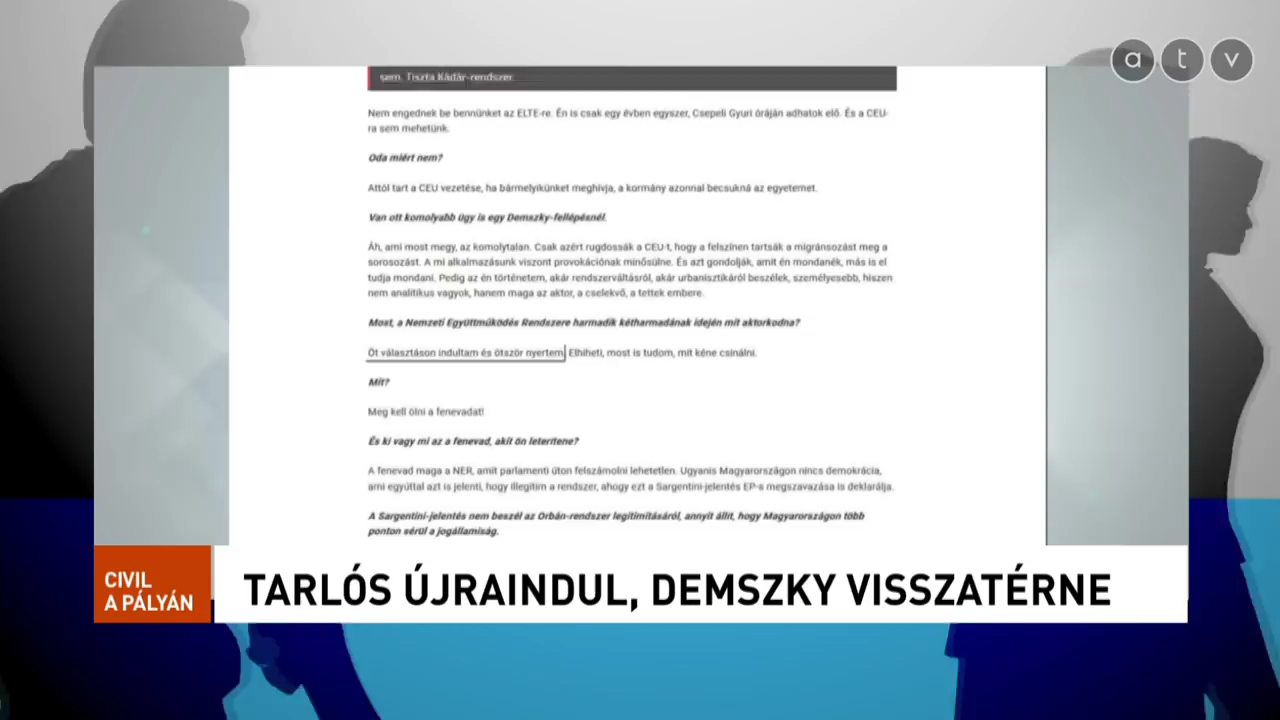 a t v
sem. Tiszta Kádár-rendszer.
Nem engednek be bennünket az ELTE-re. Én is csak egy évben egyszer, Csepeli Gyuri óráján adhatok elő. És a CEU-
ra sem mehetünk.
Oda miért nem?
Attól tart a CEU vezetése, ha bármelyikünket meghívja, a kormány azonnal becsukná az egyetemet.
Van ott komolyabb ügy is egy Demszky-fellépésnél.
Áh, ami most megy, az komolytalan. Csak azért rugdossák a CEU-t, hogy a felszínen tartsák a migránsozást meg a
sorosozást. A mi alkalmazásunk viszont provokációnak minősülne. És azt gondolják, amit én mondanék, más is el
tudja mondani. Pedig az én történetem, akár rendszerváltásról, akár urbanisztikáról beszélek, személyesebb, hiszen
nem analitikus vagyok, hanem maga az aktor, a cselekvő, a tettek embere.
Most, a Nemzeti Együttműködés Rendszere harmadik kétharmadának idején mit aktorkodna?
Öt választáson indultam és ötször nyertem. Elhiheti, most is tudom, mit kéne csinálni.
Mit?
Meg kell ölni a fenevadat!
És ki vagy mi az a fenevad, akit ön leterítene?
A fenevad maga a NER, amit parlamenti úton felszámolni lehetetlen. Ugyanis Magyarországon nincs demokrácia,
ami egyúttal azt is jelenti, hogy illegitim a rendszer, ahogy ezt a Sargentini-jelentés EP-s megszavazása is deklarálja.
A Sargentini-jelentés nem beszél az Orbán-rendszer legitimitásáról, annyit állít, hogy Magyarországon több
ponton sérül a jogállamiság.
CIVIL
A PÁLYÁN
TARLÓS ÚJRAINDUL, DEMSZKY VISSZATÉRNE